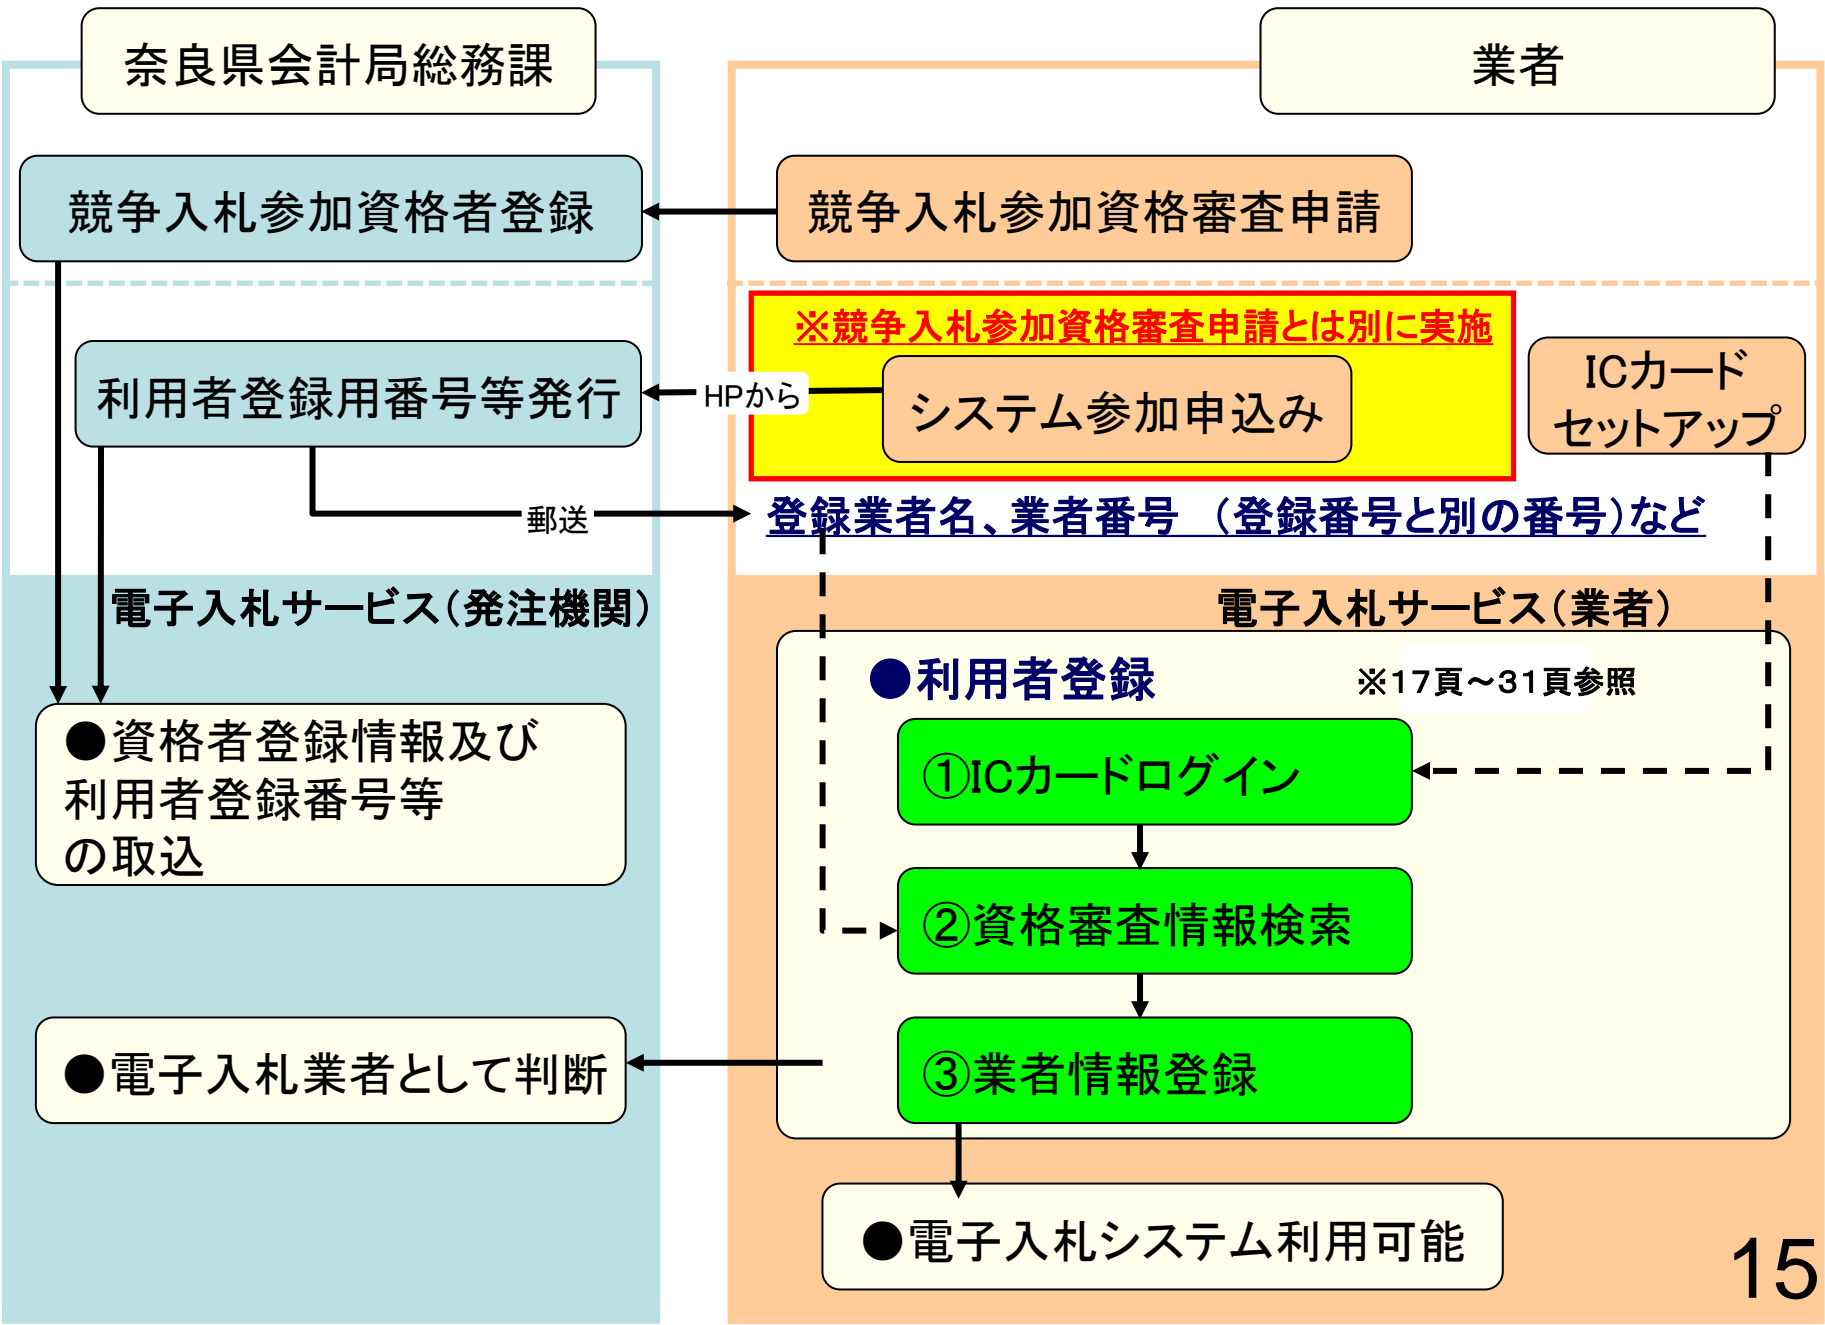 奈良県会計局総務課
業者
競争入札参加資格者登録
競争入札参加資格審査申請
※競争入札参加資格審査申請とは別に実施
利用者登録用番号等発行
HPから
システム参加申込み
ICカード
セットアップ
郵送
登録業者名、業者番号 （登録番号と別の番号）など
電子入札サービス（発注機関）
電子入札サービス（業者）
●利用者登録
※17頁～31頁参照
●資格者登録情報及び
利用者登録番号等
の取込
①ICカードログイン
②資格審査情報検索
●電子入札業者として判断
③業者情報登録
●電子入札システム利用可能
15